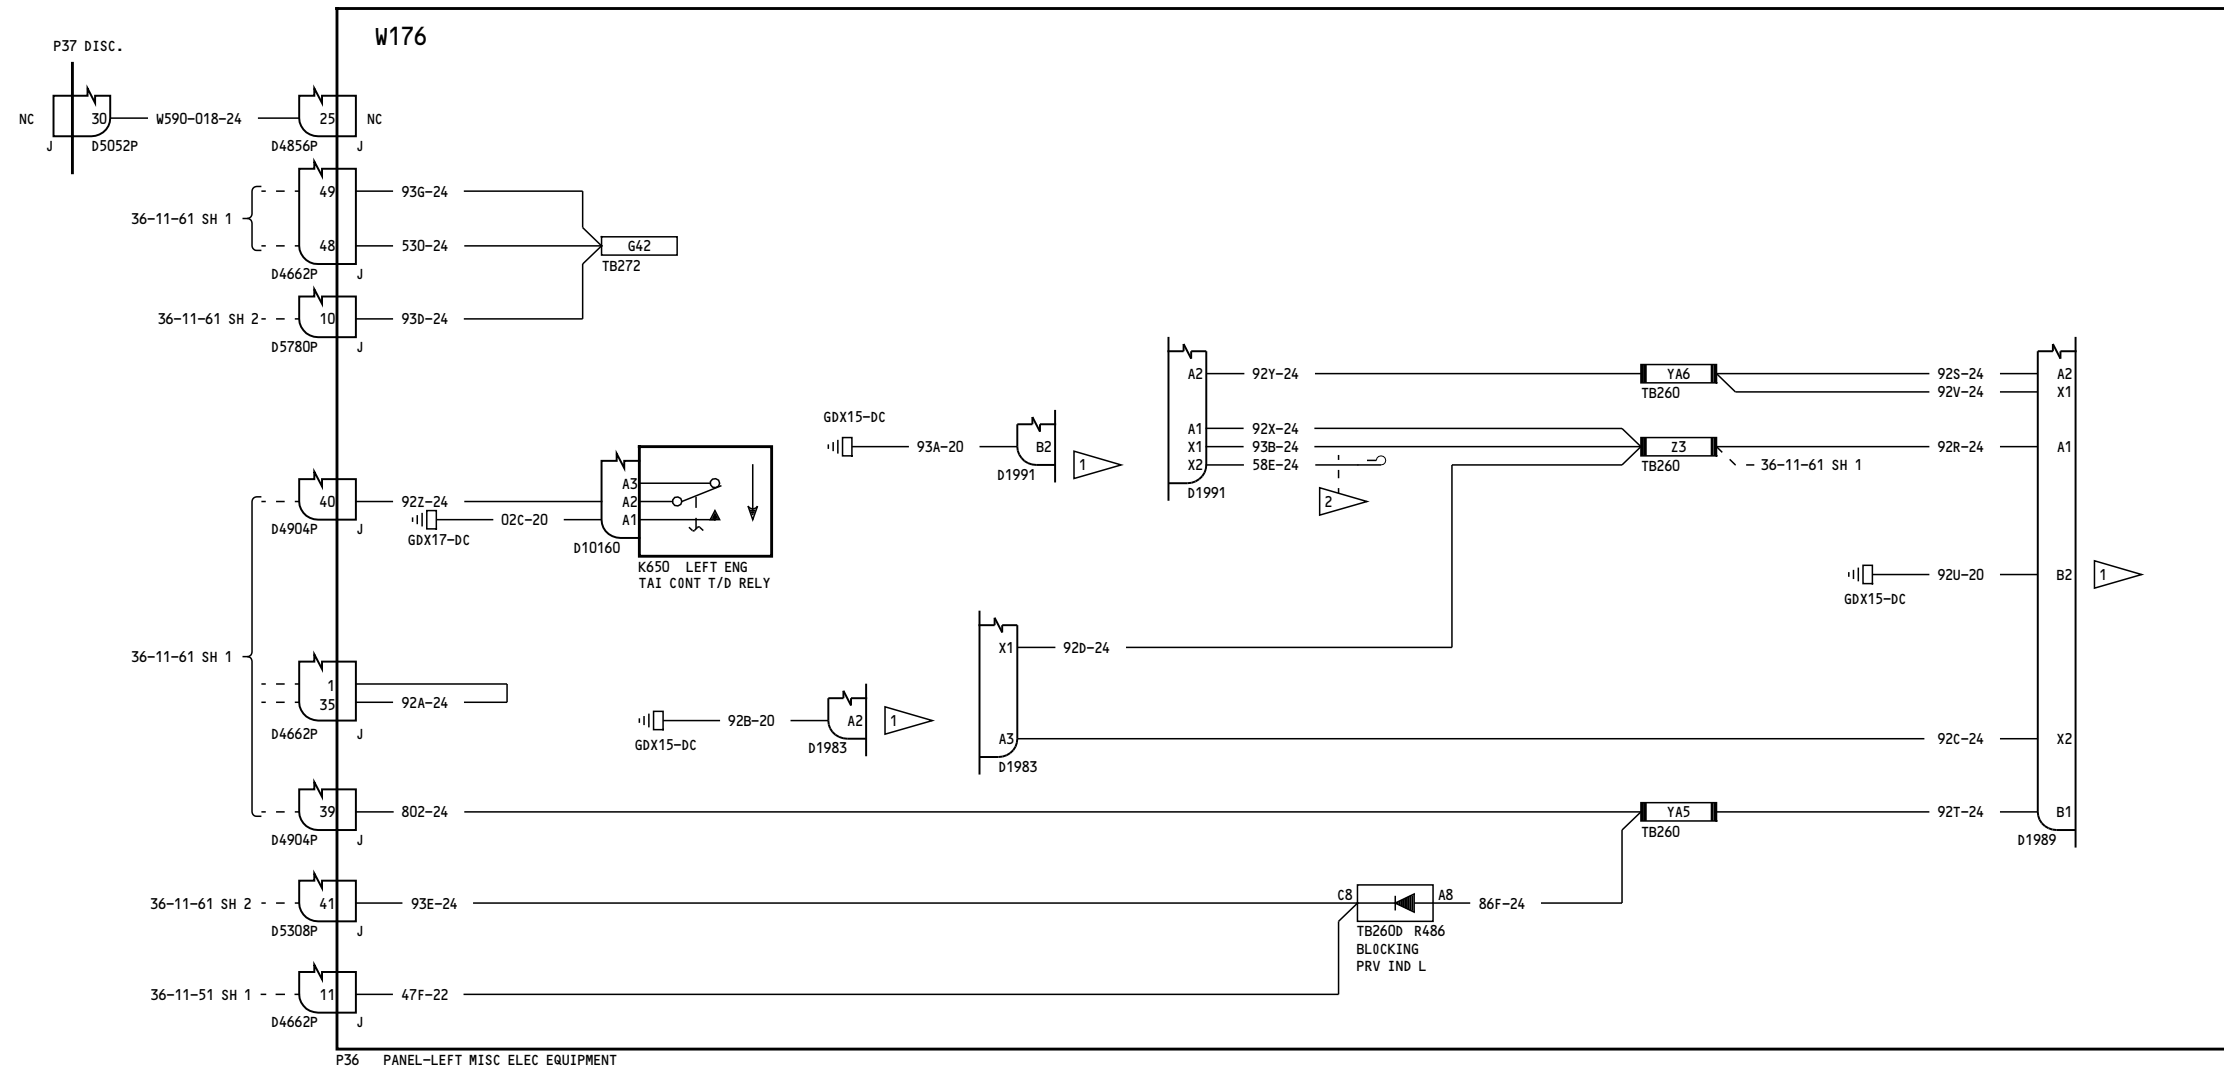 W176
P37 DISC.
NC
30
W590-018-24
25
NC
J
D5052P
D4856P
J
49
93G-24
36-11-61 SH 1
48
530-24
G42
D4662P
J
TB272
36-11-61 SH 2
10
93D-24
D5780P
J
A2
92Y-24
YA6
92S-24
A2
TB260
92V-24
X1
GDX15-DC
A1
92X-24
93A-20
B2
X1
93B-24
Z3
92R-24
A1
1
X2
58E-24
TB260
36-11-61 SH 1
D1991
D1991
A3
2
40
92Z-24
A2
02C-20
A1
D4904P
J
GDX17-DC
D10160
K650 LEFT ENG
TAI CONT T/D RELY
92U-20
B2
1
GDX15-DC
X1
92D-24
36-11-61 SH 1
1
35
92A-24
D4662P
J
92B-20
A2
1
GDX15-DC
D1983
A3
92C-24
X2
D1983
39
802-24
YA5
92T-24
B1
D4904P
J
TB260
D1989
36-11-61 SH 2
41
93E-24
C8
A8
86F-24
D5308P
J
TB260D R486
BLOCKING
PRV IND L
36-11-51 SH 1
11
47F-22
D4662P
J
P36 PANEL-LEFT MISC ELEC EQUIPMENT